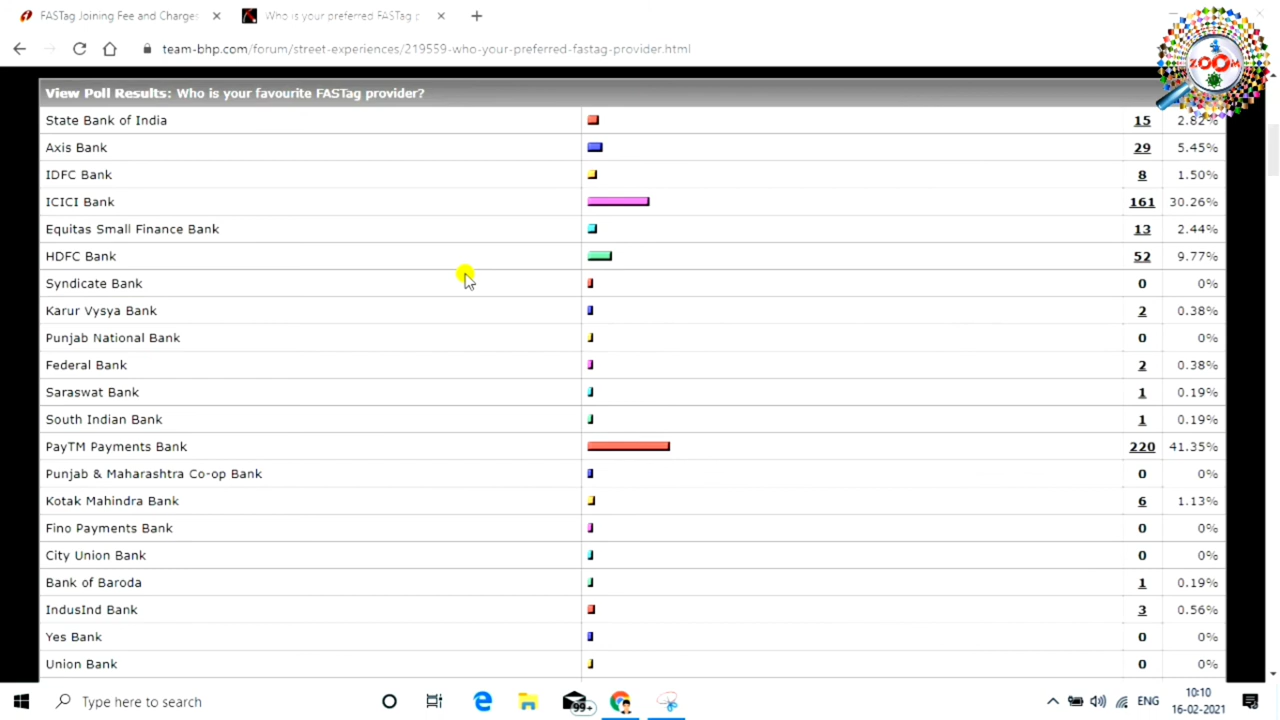 FASTag Joining Fee and Charges
Who is your preferred FASTag p
team-bhp.com/forum/street-experiences/219559-who-your-preferred-fastag-provider.html
ZOOM
View Poll Results: Who is your favourite FASTag provider?
State Bank of India 15 2.82%
Axis Bank 29 5.45%
IDFC Bank 8 1.50%
ICICI Bank 161 30.26%
Equitas Small Finance Bank 13 2.44%
HDFC Bank 52 9.77%
Syndicate Bank 0 0%
Karur Vysya Bank 2 0.38%
Punjab National Bank 0 0%
Federal Bank 2 0.38%
Saraswat Bank 1 0.19%
South Indian Bank 1 0.19%
PayTM Payments Bank 220 41.35%
Punjab & Maharashtra Co-op Bank 0 0%
Kotak Mahindra Bank 6 1.13%
Fino Payments Bank 0 0%
City Union Bank 0 0%
Bank of Baroda 1 0.19%
IndusInd Bank 3 0.56%
Yes Bank 0 0%
Union Bank 0 0%
Type here to search
99+
ENG
10:10
16-02-2021